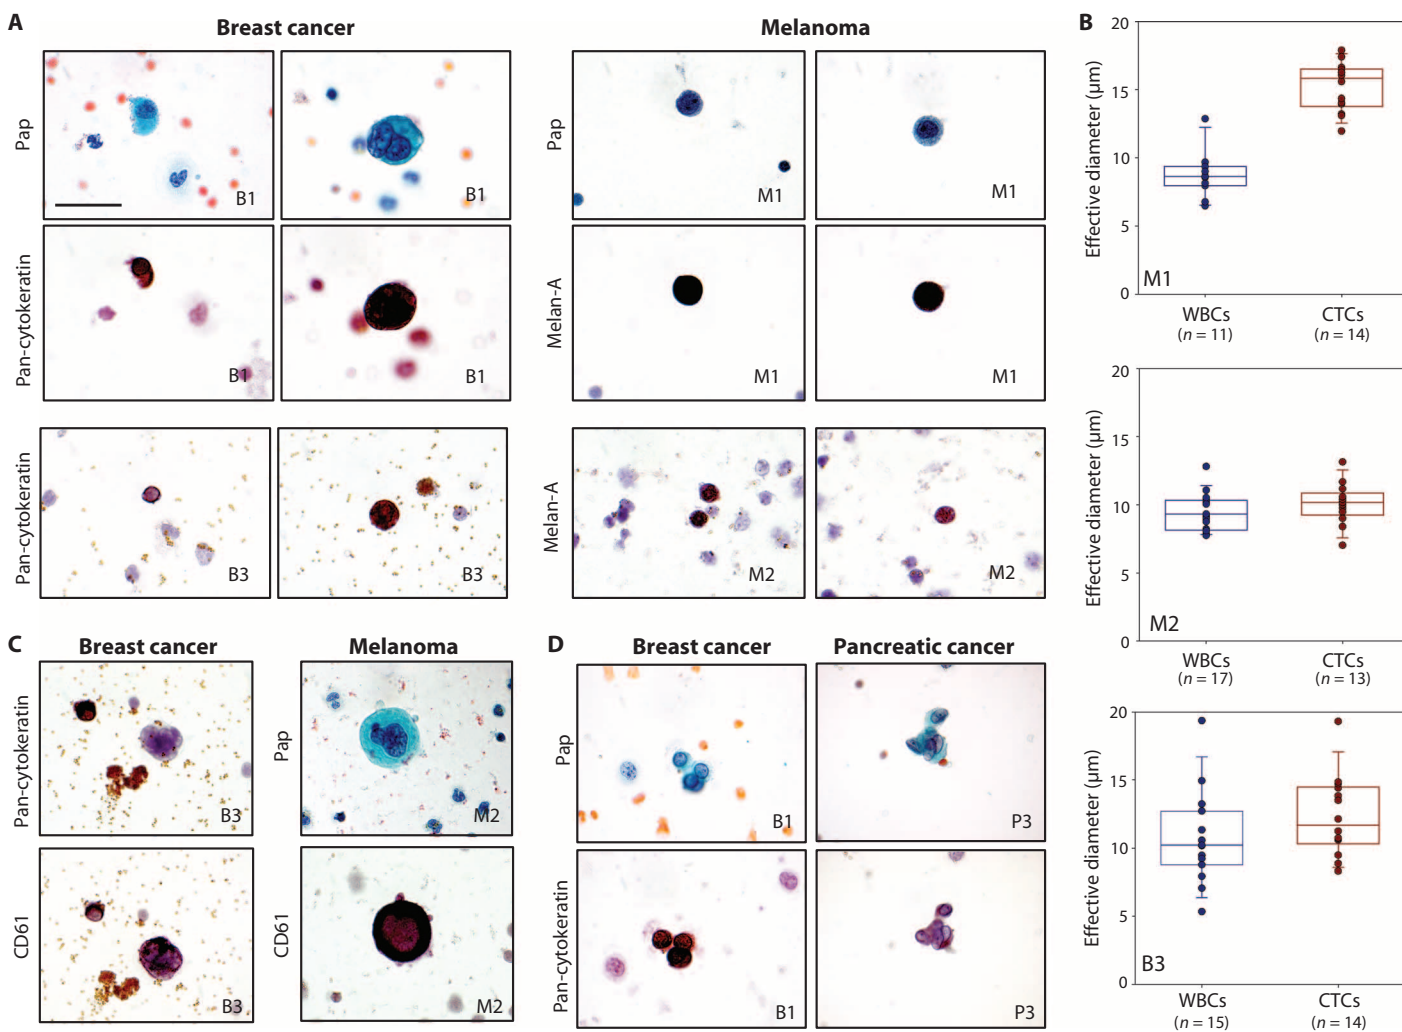 A
Breast cancer
Melanoma
Pap
B1
B1
Pap
M1
M1
Pan-cytokeratin
B1
B1
Melan-A
M1
M1
Pan-cytokeratin
B3
B3
Melan-A
M2
M2
B
Effective diameter (µm)
20
15
10
5
0
M1
WBCs
CTCs
(n = 11)
(n = 14)
Effective diameter (µm)
20
15
10
5
0
M2
WBCs
CTCs
(n = 17)
(n = 13)
Effective diameter (µm)
20
15
10
5
0
B3
WBCs
CTCs
(n = 15)
(n = 14)
C
Breast cancer
Melanoma
Pan-cytokeratin
B3
Pap
M2
CD61
B3
CD61
M2
D
Breast cancer
Pancreatic cancer
Pap
B1
P3
Pan-cytokeratin
B1
P3